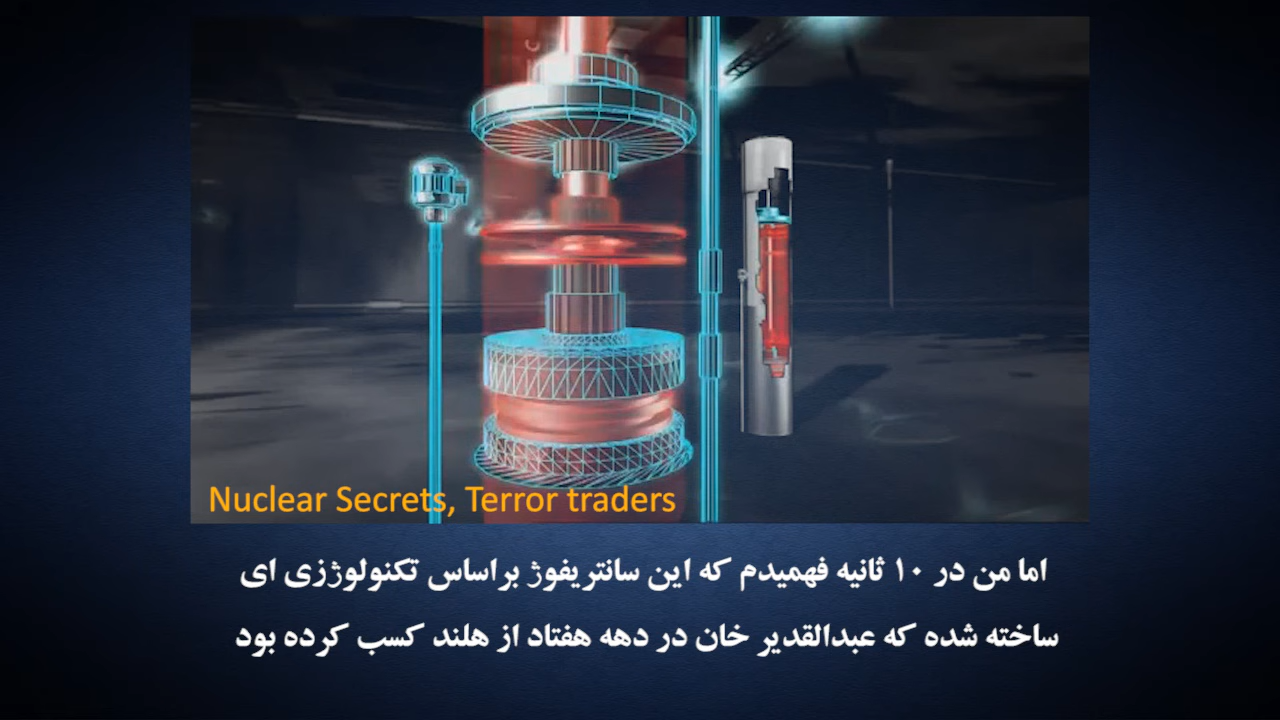 Nuclear Secrets, Terror traders
اما من در ۱۰ ثانیه فهمیدم که این سانتریفوژ براساس تکنولوژزی ای
ساخته شده که عبدالقدیر خان در دهه هفتاد از هلند کسب کرده بود